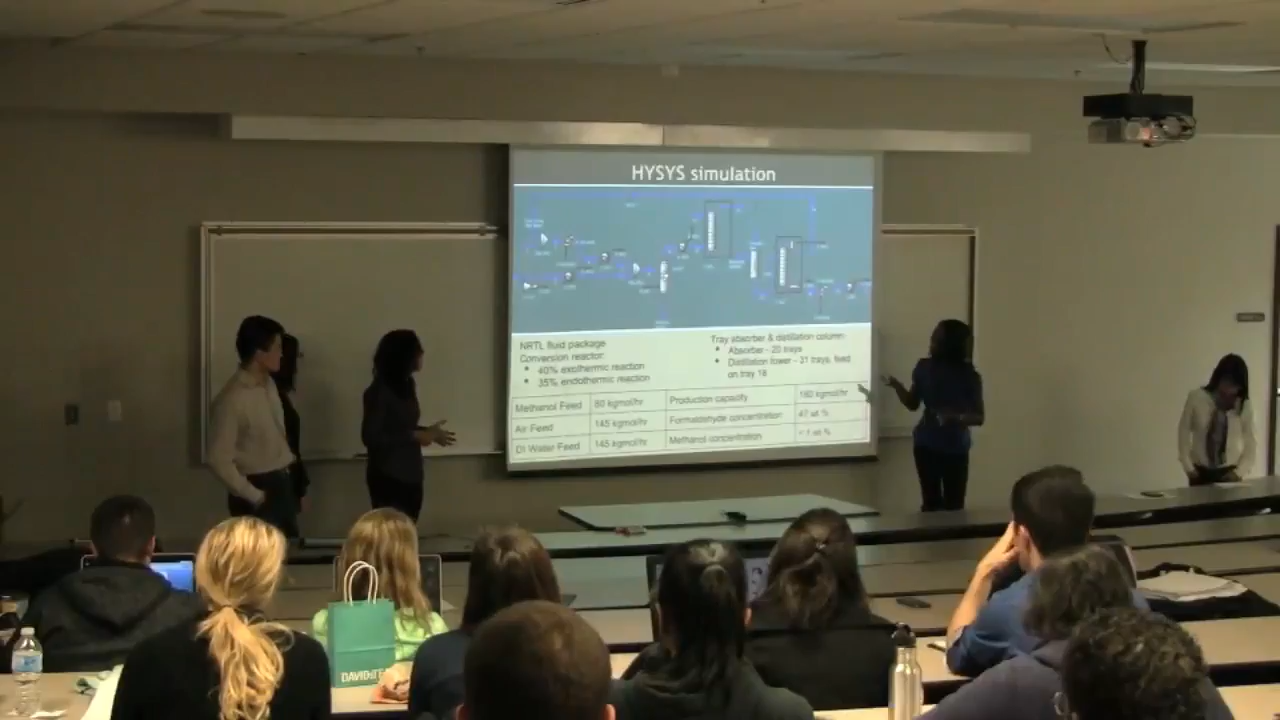 HYSYS simulation
NRTL fluid package
Conversion reactor:
• 40% exothermic reaction
• 35% endothermic reaction
Tray absorber & distillation column:
• Absorber - 20 trays
• Distillation tower - 31 trays, feed
on tray 18
Methanol Feed 80 kgmol/hr Production capacity 160 kgmol/hr
Air Feed 145 kgmol/hr Formaldehyde concentration 47 wt %
DI Water Feed 145 kgmol/hr Methanol concentration < 1 wt %
DAVIDsTEA